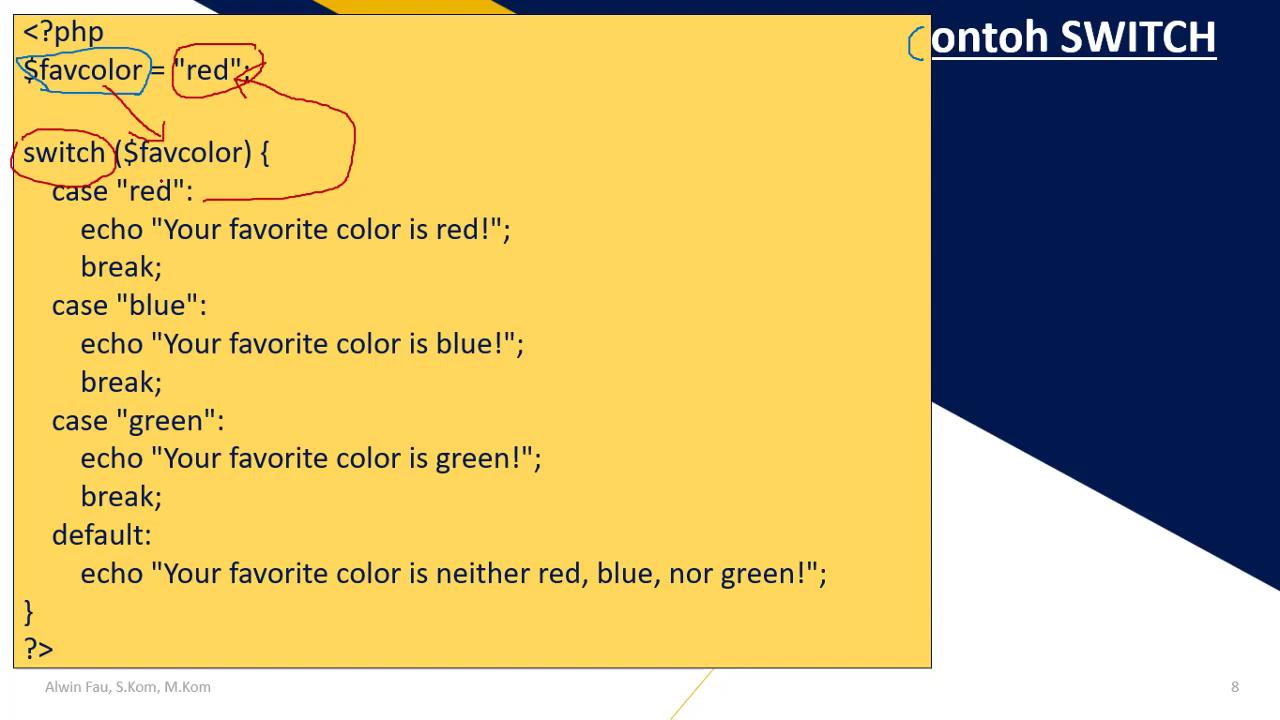 ontoh SWITCH
<?php
$favcolor = "red";
switch ($favcolor) {
case "red":
echo "Your favorite color is red!";
break;
case "blue":
echo "Your favorite color is blue!";
break;
case "green":
echo "Your favorite color is green!";
break;
default:
echo "Your favorite color is neither red, blue, nor green!";
}
?>
Alwin Fau, S.Kom, M.Kom
8